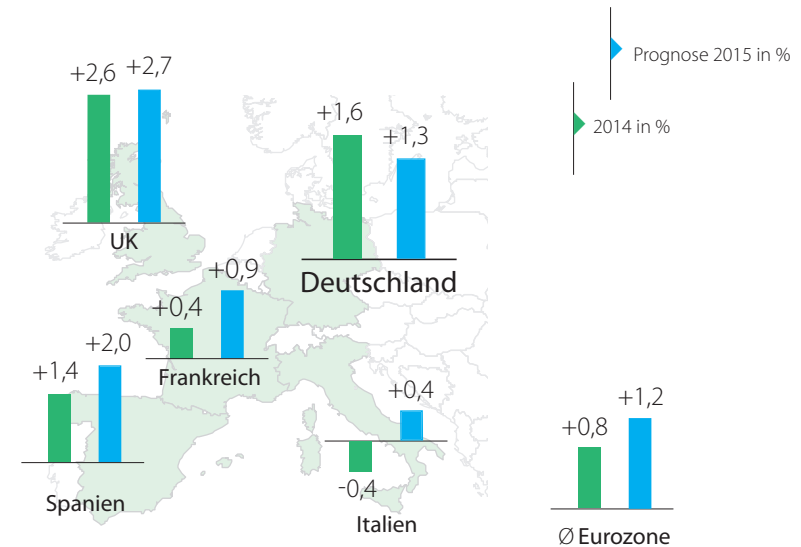 Prognose 2015 in %
2014 in %
+2,6
+2,7
UK
+1,6
+1,3
Deutschland
+0,4
+0,9
Frankreich
+1,4
+2,0
Spanien
+0,4
-0,4
Italien
+0,8
+1,2
Ø Eurozone